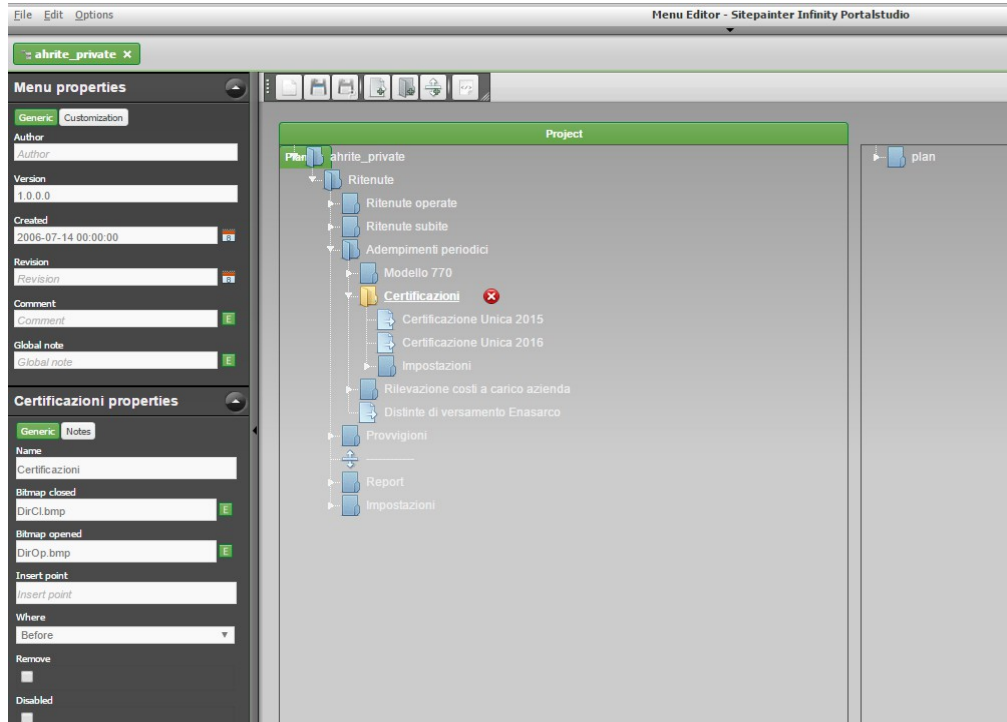 File Edit Options
Menu Editor - Sitepainter Infinity Portalstudio
ahrite_private ×
Menu properties
Generic Customization
Author
Author
Version
1.0.0.0
Created
2006-07-14 00:00:00
Revision
Revision
Comment
Comment E
Global note
Global note E
Certificazioni properties
Generic Notes
Name
Certificazioni
Bitmap closed
DirCl.bmp E
Bitmap opened
DirOp.bmp E
Insert point
Insert point
Where
Before
Remove
Disabled
Project
Plan ahrite_private
Ritenute
Ritenute operate
Ritenute subite
Adempimenti periodici
Modello 770
Certificazioni
Certificazione Unica 2015
Certificazione Unica 2016
Impostazioni
Rilevazione costi a carico azienda
Distinte di versamento Enasarco
Provvigioni
Report
Impostazioni
plan